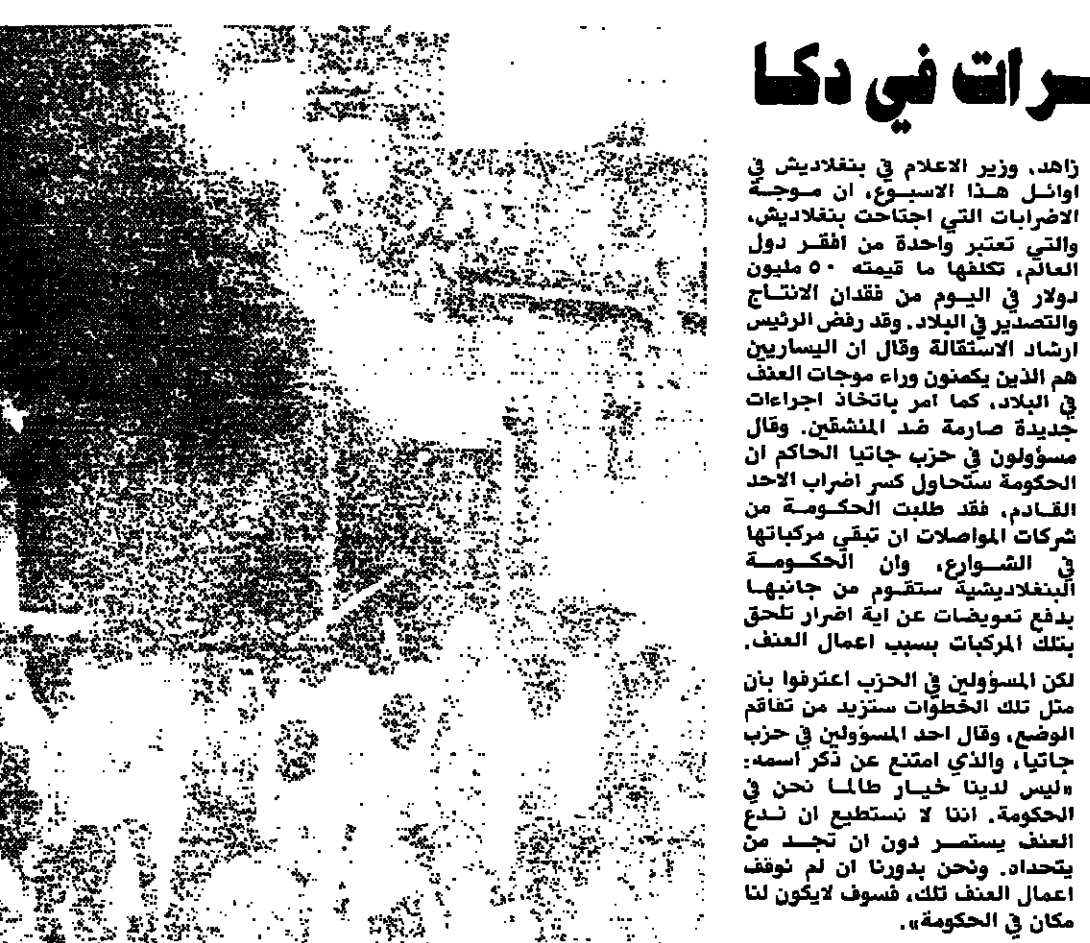 ـرات في دكا
زاهد، وزير الاعلام في بنغلاديش في
اوائل هذا الاسبوع، ان موجة
الاضرابات التي اجتاحت بنغلاديش،
والتي تعتبر واحدة من افقر دول
العالم، تكلفها ما قيمته ٥٠ مليون
دولار في اليوم من فقدان الانتاج
والتصدير في البلاد. وقد رفض الرئيس
ارشاد الاستقالة وقال ان اليساريين
هم الذين يكمنون وراء موجات العنف
في البلاد، كما امر باتخاذ اجراءات
جديدة صارمة ضد المنشقين. وقال
مسؤولون في حزب جاتيا الحاكم ان
الحكومة ستحاول كسر اضراب الاحد
القادم، فقد طلبت الحكومة من
شركات المواصلات ان تبقي مركباتها
في الشوارع، وان الحكومة
البنغلاديشية ستقوم من جانبها
بدفع تعويضات عن اية اضرار تلحق
بتلك المركبات بسبب اعمال العنف.
لكن المسؤولين في الحزب اعترفوا بان
مثل تلك الخطوات ستزيد من تفاقم
الوضع، وقال احد المسؤولين في حزب
جاتيا، والذي امتنع عن ذكر اسمه:
«ليس لدينا خيار طالما نحن في
الحكومة. اننا لا نستطيع ان ندع
العنف يستمر دون ان تجد من
يتحداه. ونحن بدورنا ان لم نوقف
اعمال العنف تلك، فسوف لايكون لنا
مكان في الحكومة».